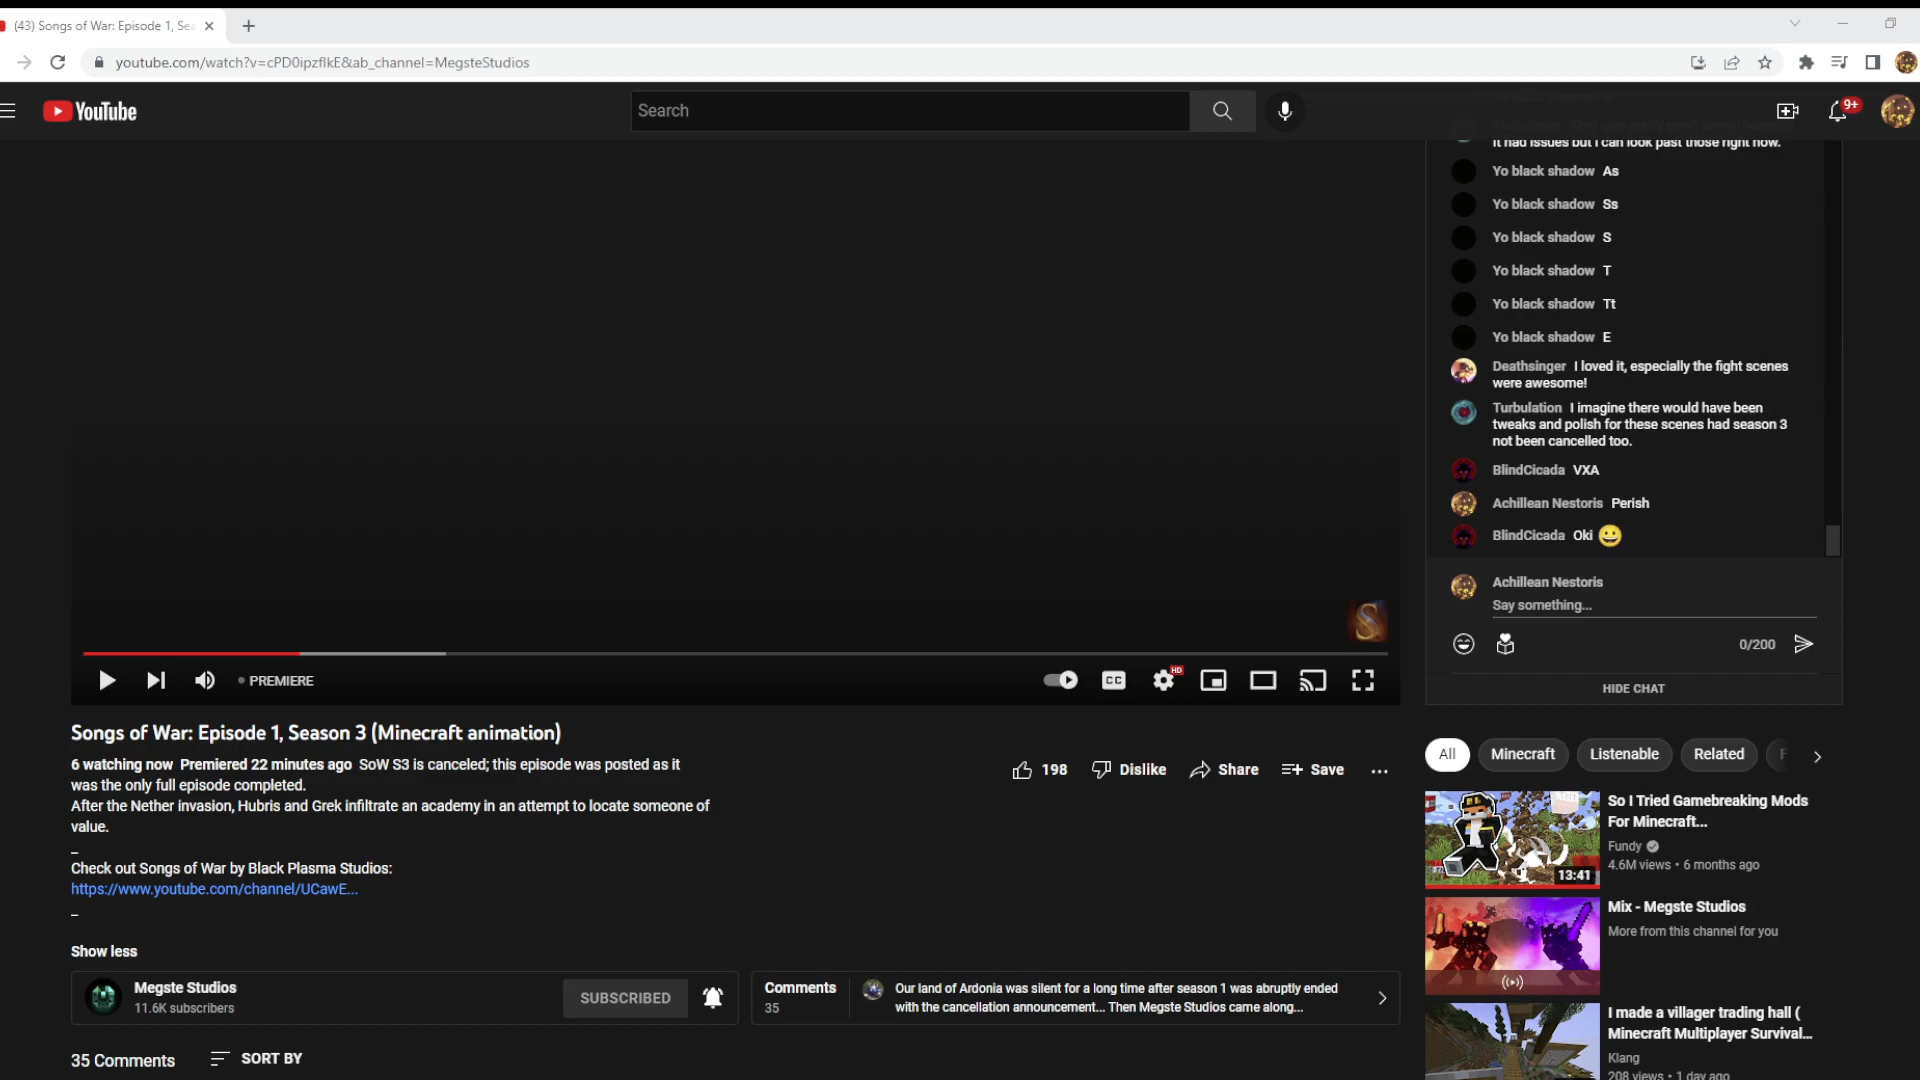 (43) Songs of War: Episode 1, Sea
youtube.com/watch?v=cPD0ipzflkE&ab_channel=MegsteStudios
YouTube
Search
9+
It had issues but I can look past those right now.
Yo black shadow As
Yo black shadow Ss
Yo black shadow S
Yo black shadow T
Yo black shadow Tt
Yo black shadow E
Deathsinger I loved it, especially the fight scenes
were awesome!
Turbulation I imagine there would have been
tweaks and polish for these scenes had season 3
not been cancelled too.
BlindCicada VXA
Achillean Nestoris Perish
BlindCicada Oki 😀
Achillean Nestoris
Say something...
0/200
HIDE CHAT
S
• PREMIERE
CC
HD
Songs of War: Episode 1, Season 3 (Minecraft animation)
6 watching now Premiered 22 minutes ago SoW S3 is canceled; this episode was posted as it
was the only full episode completed.
After the Nether invasion, Hubris and Grek infiltrate an academy in an attempt to locate someone of
value.
_
Check out Songs of War by Black Plasma Studios:
https://www.youtube.com/channel/UCawE...
_
Show less
198
Dislike
Share
Save
Megste Studios
11.6K subscribers
SUBSCRIBED
Comments
35
Our land of Ardonia was silent for a long time after season 1 was abruptly ended
with the cancellation announcement... Then Megste Studios came along...
35 Comments
SORT BY
All
Minecraft
Listenable
Related
F
13:41
So I Tried Gamebreaking Mods
For Minecraft...
Fundy
4.6M views • 6 months ago
Mix - Megste Studios
More from this channel for you
I made a villager trading hall (
Minecraft Multiplayer Survival...
Klang
208 views • 1 day ago